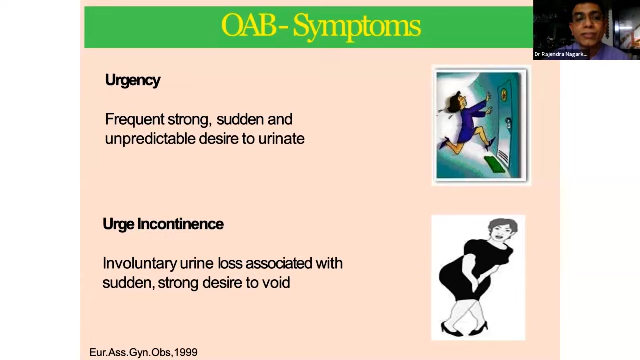 OAB - Symptoms
Dr Rajendra Nagark...
Urgency
Frequent strong, sudden and
unpredictable desire to urinate
Urge Incontinence
Involuntary urine loss associated with
sudden, strong desire to void
Eur.Ass.Gyn.Obs,1999